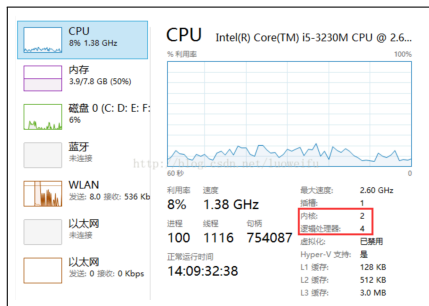 CPU
8% 1.38 GHz
内存
3.9/7.8 GB (50%)
磁盘 0 (C: D: E: F:
6%
蓝牙
未连接
WLAN
发送: 8.0 接收: 536 Kb
以太网
未连接
以太网
发送: 0 接收: 0 Kbps
CPU Intel(R) Core(TM) i5-3230M CPU @ 2.6...
% 利用率 100%
60 秒 0
利用率 速度
8% 1.38 GHz
进程 线程 句柄
100 1116 754087
正常运行时间
14:09:32:38
最大速度: 2.60 GHz
插槽: 1
内核: 2
逻辑处理器: 4
虚拟化: 已禁用
Hyper-V 支持: 是
L1 缓存: 128 KB
L2 缓存: 512 KB
L3 缓存: 3.0 MB